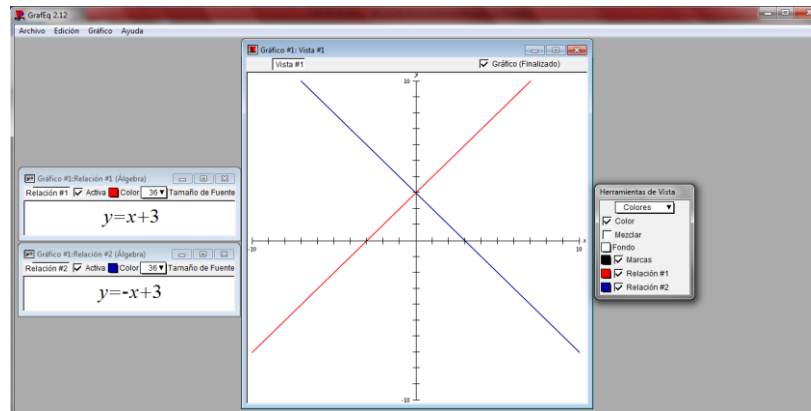 GrafEq 2.12
Archivo Edición Gráfico Ayuda
Gráfico #1: Vista #1
Vista #1 Gráfico (Finalizado)
y
10
-10
10
x
-10
Gráfico #1:Relación #1 (Álgebra)
Relación #1 Activa Color 36 Tamaño de Fuente
y=x+3
Gráfico #1:Relación #2 (Álgebra)
Relación #2 Activa Color 36 Tamaño de Fuente
y=-x+3
Herramientas de Vista
Colores
Color
Mezclar
Fondo
Marcas
Relación #1
Relación #2